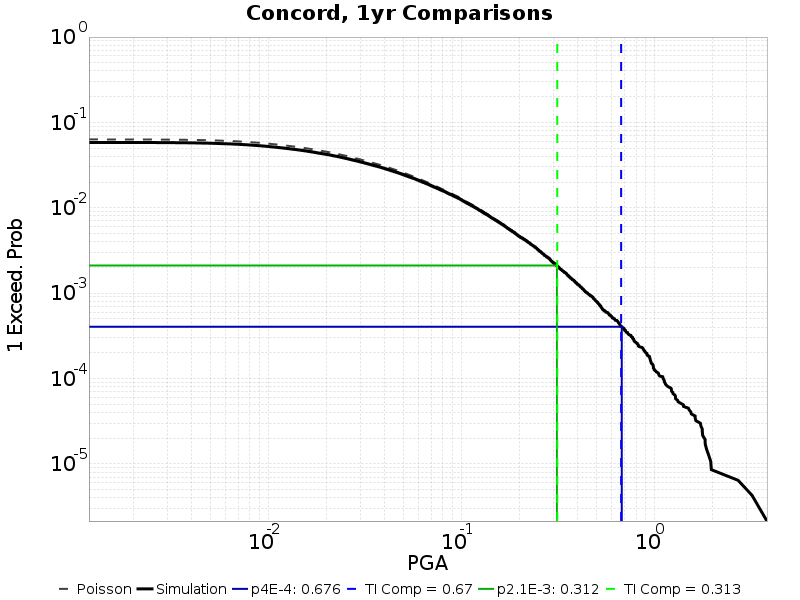 Concord, 1yr Comparisons
1 Exceed. Prob
10^0
10^-1
10^-2
10^-3
10^-4
10^-5
10^-2 10^-1 10^0
PGA
Poisson Simulation p4E-4: 0.676 TI Comp = 0.67 p2.1E-3: 0.312 TI Comp = 0.313